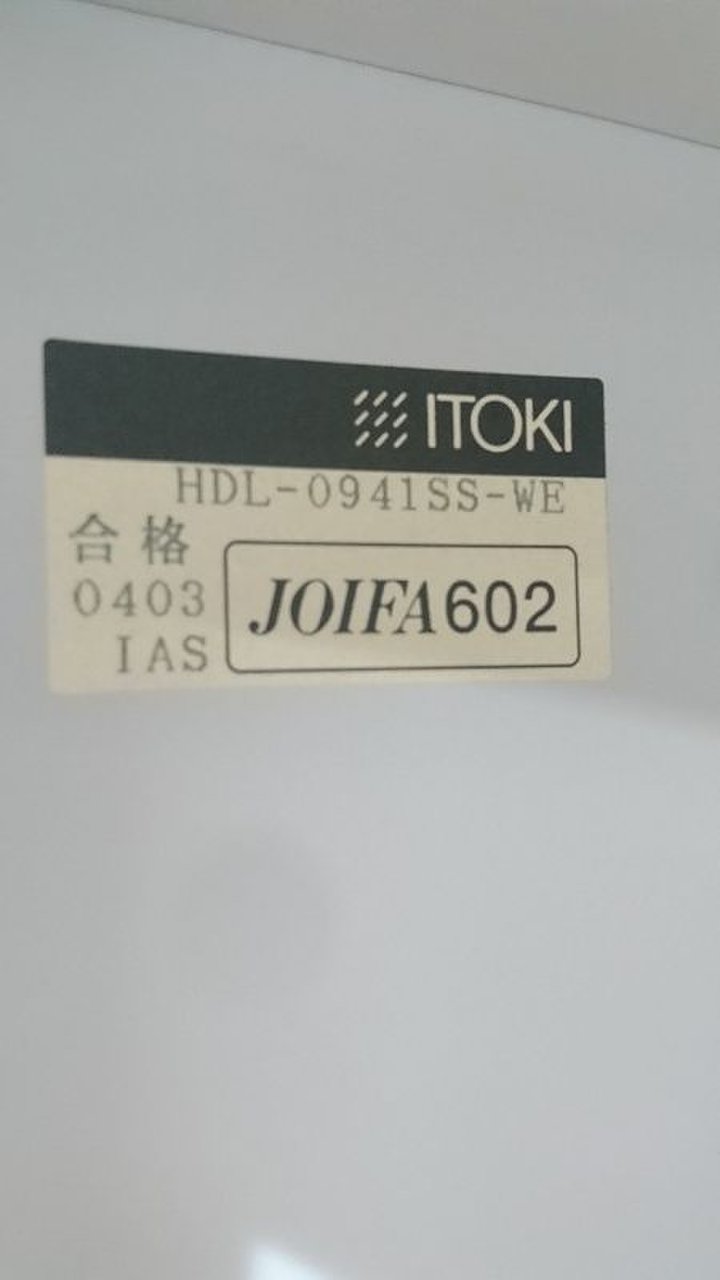 ITOKI
HDL-0941SS-WE
合格
0403
IAS
JOIFA602